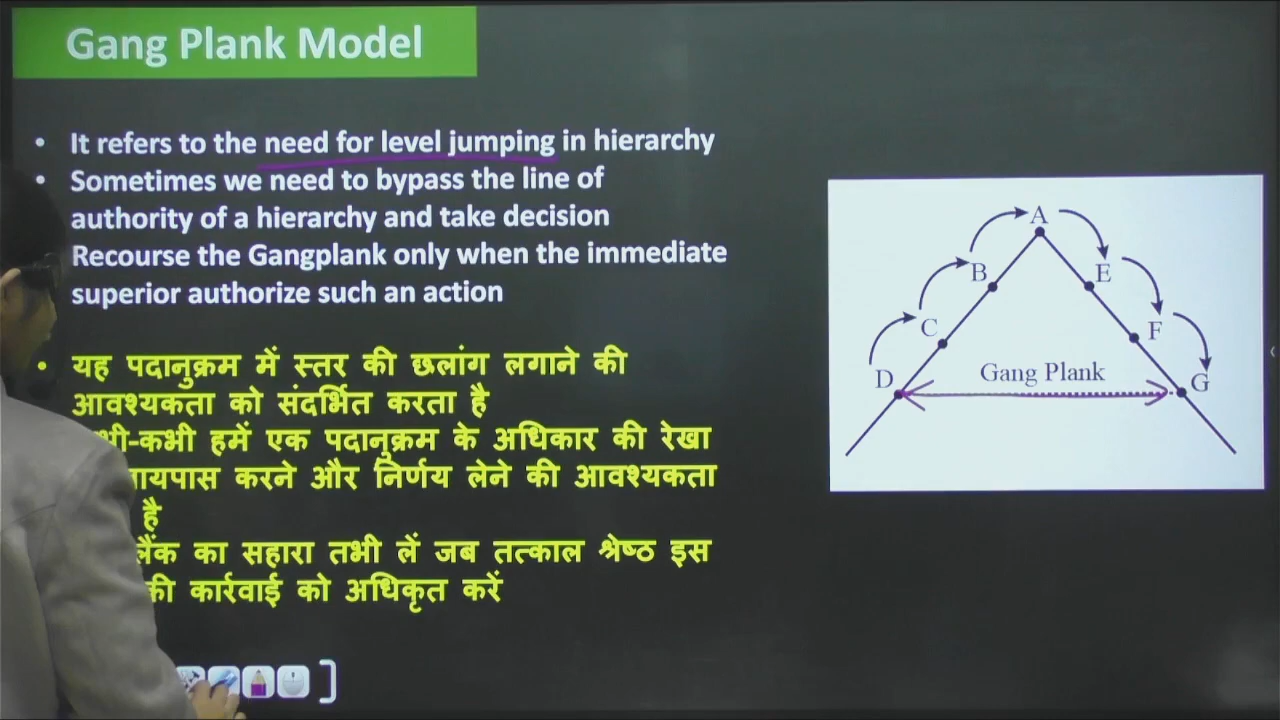 Gang Plank Model
• It refers to the need for level jumping in hierarchy
• Sometimes we need to bypass the line of
authority of a hierarchy and take decision
Recourse the Gangplank only when the immediate
superior authorize such an action
• यह पदानुक्रम में स्तर की छलांग लगाने की
आवश्यकता को संदर्भित करता है
हमें एक पदानुक्रम के अधिकार की रेखा
करने और निर्णय लेने की आवश्यकता
है
का सहारा तभी लें जब तत्काल श्रेष्ठ इस
की कार्रवाई को अधिकृत करें
A
B
E
C
F
D
Gang Plank
G
]